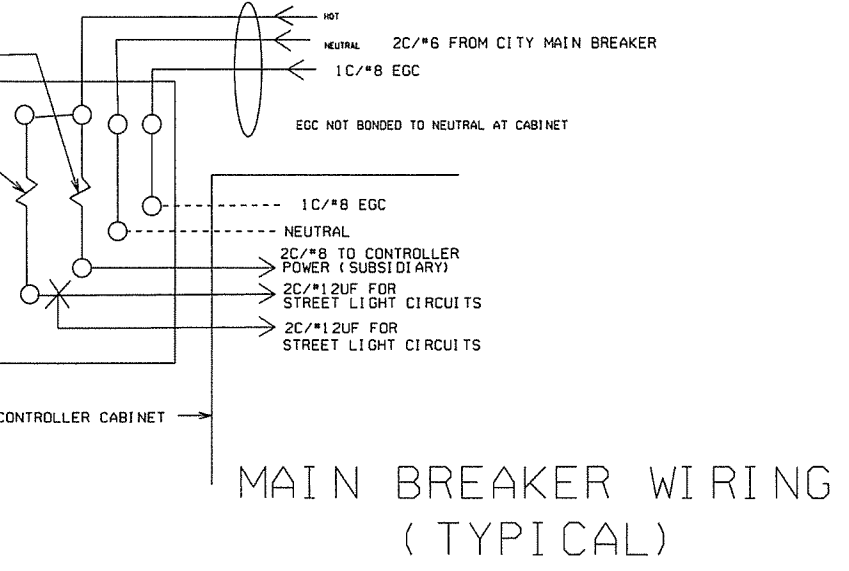 HOT
NEUTRAL 2C/#6 FROM CITY MAIN BREAKER
1C/#8 EGC
EGC NOT BONDED TO NEUTRAL AT CABINET
1C/#8 EGC
NEUTRAL
2C/#8 TO CONTROLLER
POWER (SUBSIDIARY)
2C/#12UF FOR
STREET LIGHT CIRCUITS
2C/#12UF FOR
STREET LIGHT CIRCUITS
CONTROLLER CABINET
MAIN BREAKER WIRING
(TYPICAL)